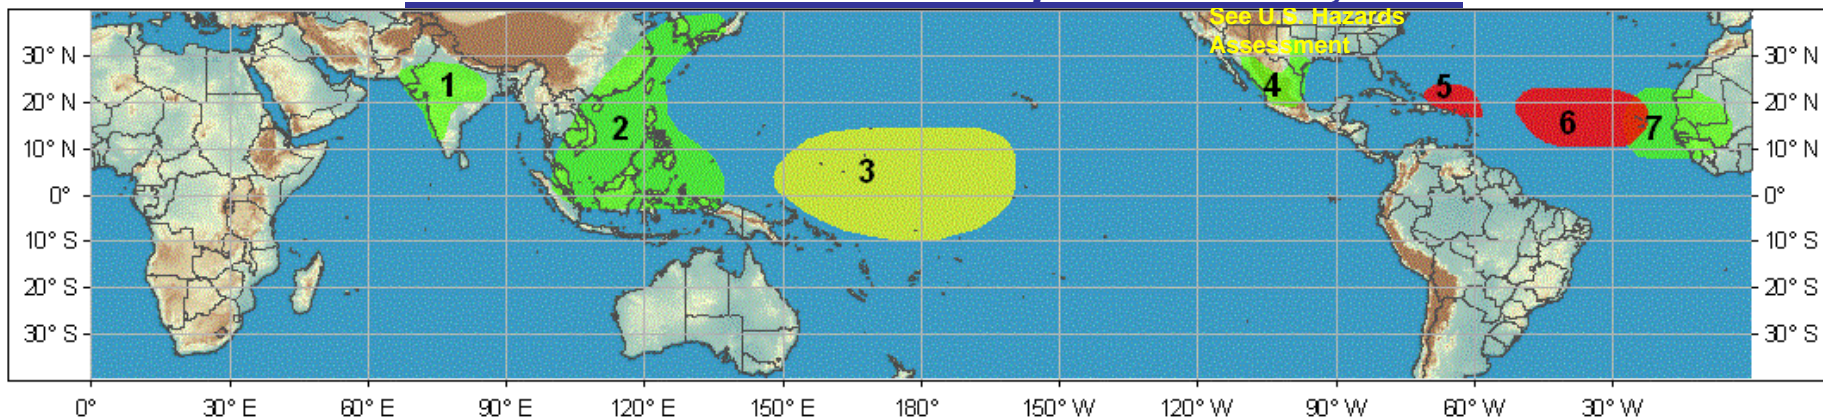 See U.S. Hazards
Assessment
30° N
20° N
10° N
0°
10° S
20° S
30° S
1
2
3
4
5
6
7
30° N
20° N
10° N
0°
10° S
20° S
30° S
0°
30° E
60° E
90° E
120° E
150° E
180°
150° W
120° W
90° W
60° W
30° W